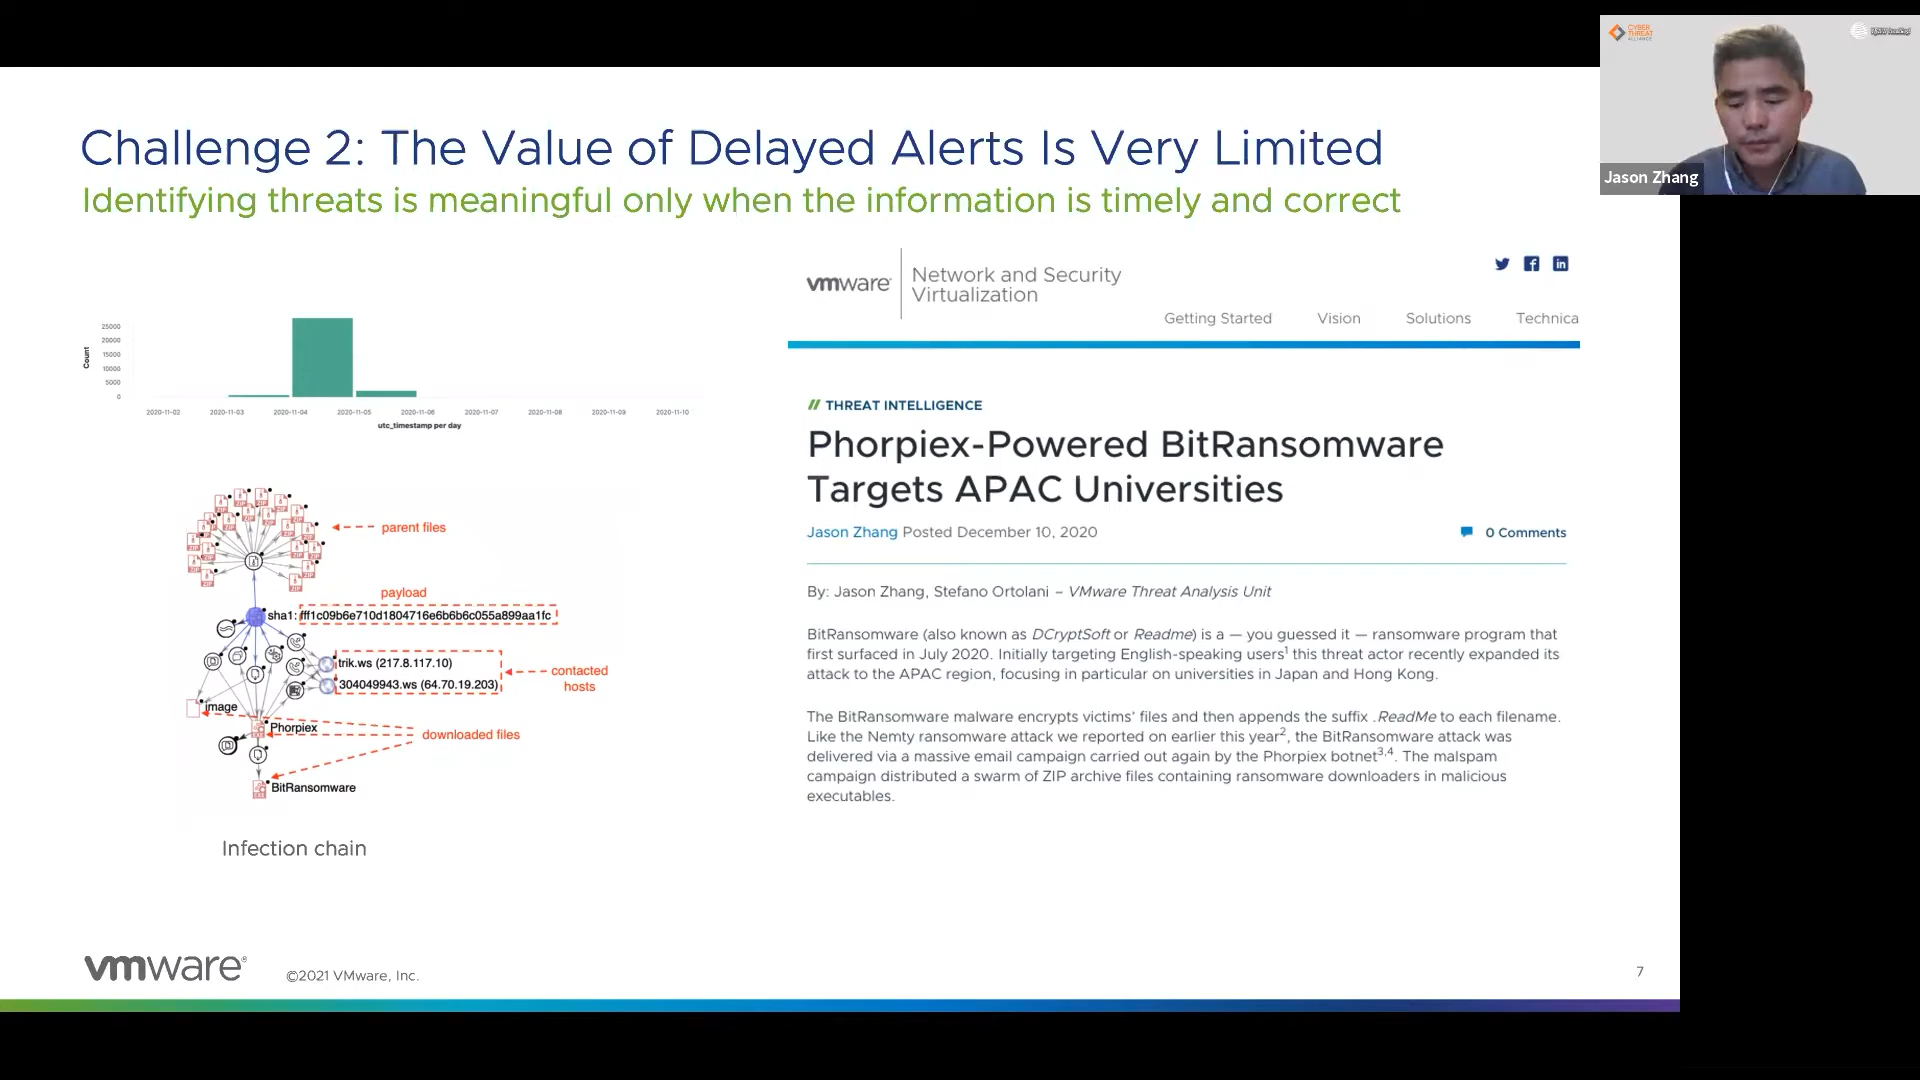 CYBER
THREAT
ALLIANCE
Jason Zhang
Challenge 2: The Value of Delayed Alerts Is Very Limited
Identifying threats is meaningful only when the information is timely and correct
25000
20000
15000
10000
5000
0
Count
2020-11-02 2020-11-03 2020-11-04 2020-11-05 2020-11-06 2020-11-07 2020-11-08 2020-11-09 2020-11-10
utc_timestamp per day
parent files
payload
sha1: fff1c09b6e710d1804716e6b6b6c055a899aa1fc
trik.ws (217.8.117.10)
304049943.ws (64.70.19.203)
contacted
hosts
image
Phorpiex
downloaded files
BitRansomware
Infection chain
vmware
Network and Security
Virtualization
Getting Started Vision Solutions Technica
// THREAT INTELLIGENCE
Phorpiex-Powered BitRansomware
Targets APAC Universities
Jason Zhang Posted December 10, 2020
0 Comments
By: Jason Zhang, Stefano Ortolani – VMware Threat Analysis Unit
BitRansomware (also known as DCryptSoft or Readme) is a — you guessed it — ransomware program that
first surfaced in July 2020. Initially targeting English-speaking users1 this threat actor recently expanded its
attack to the APAC region, focusing in particular on universities in Japan and Hong Kong.
The BitRansomware malware encrypts victims' files and then appends the suffix .ReadMe to each filename.
Like the Nemty ransomware attack we reported on earlier this year2, the BitRansomware attack was
delivered via a massive email campaign carried out again by the Phorpiex botnet3,4. The malspam
campaign distributed a swarm of ZIP archive files containing ransomware downloaders in malicious
executables.
vmware®
©2021 VMware, Inc.
7